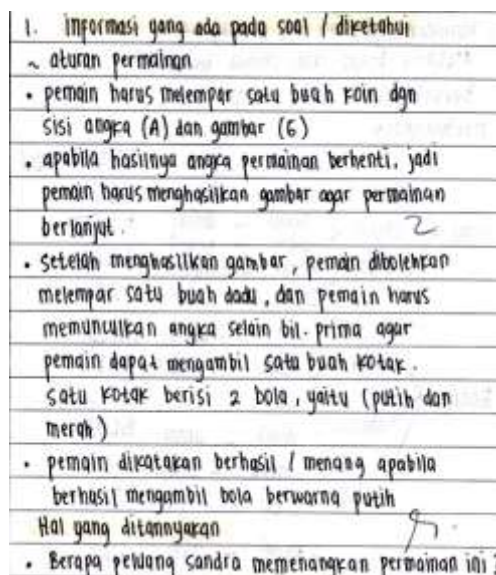 1. informasi yang ada pada soal / diketahui
~ aturan permainan
• pemain harus melempar satu buah koin dgn
sisi angka (A) dan gambar (G)
• apabila hasilnya angka permainan berhenti, jadi
pemain harus menghasilkan gambar agar permainan
berlanjut. 2
• setelah menghasilkan gambar, pemain dibolehkan
melempar satu buah dadu, dan pemain harus
memunculkan angka selain bil. prima agar
pemain dapat mengambil satu buah kotak.
satu kotak berisi 2 bola, yaitu (putih dan
merah)
• pemain dikatakan berhasil / menang apabila
berhasil mengambil bola berwarna putih
Hal yang ditannyakan
• Berapa peluang sandra memenangkan permainan ini ?